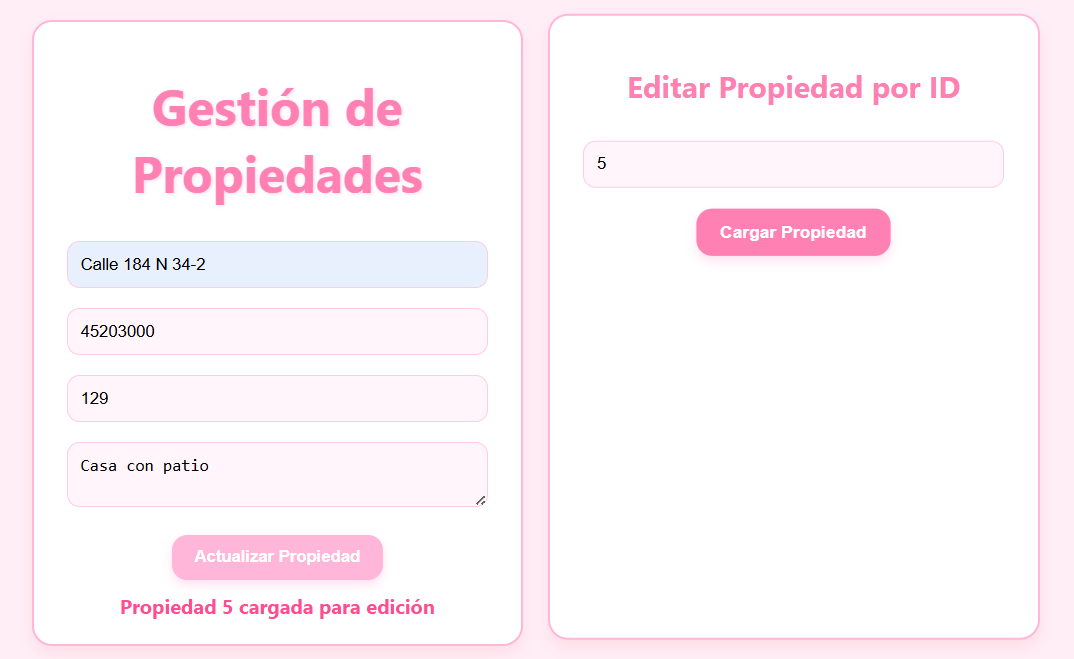 Gestión de
Propiedades
Calle 184 N 34-2
45203000
129
Casa con patio
Actualizar Propiedad
Propiedad 5 cargada para edición
Editar Propiedad por ID
5
Cargar Propiedad